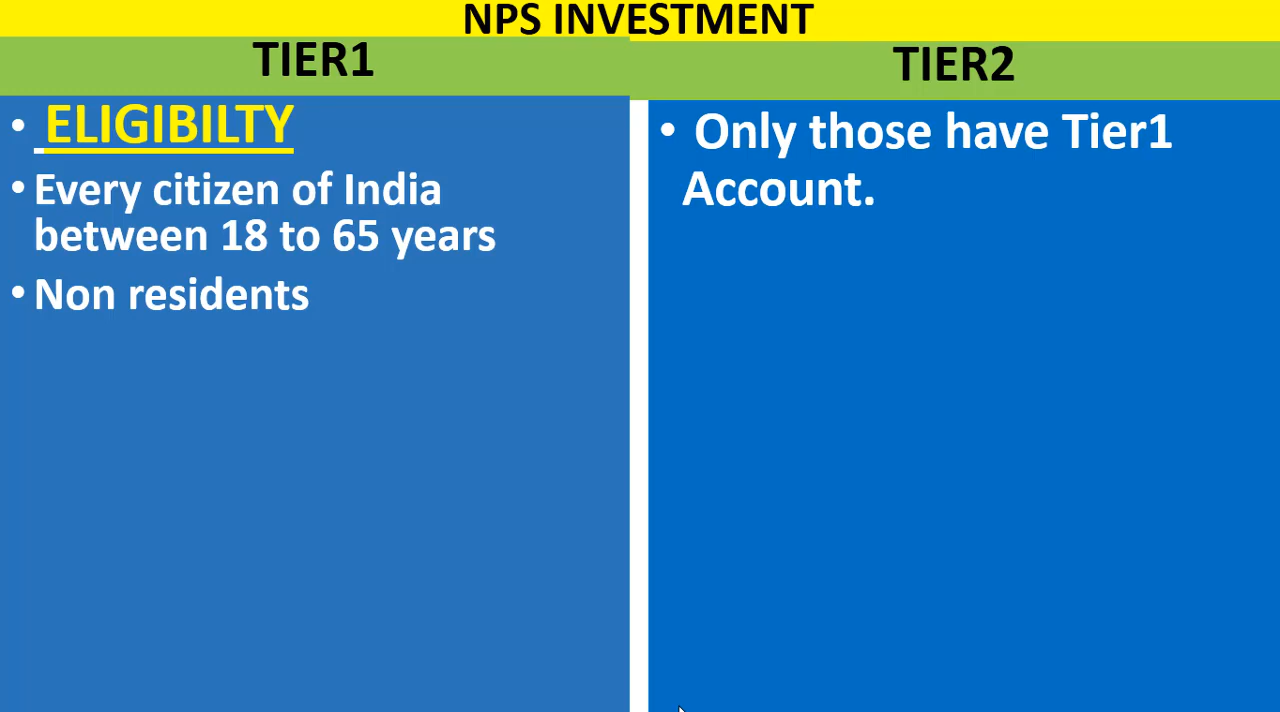 NPS INVESTMENT
TIER1
• ELIGIBILTY
• Every citizen of India
between 18 to 65 years
• Non residents
TIER2
• Only those have Tier1
Account.